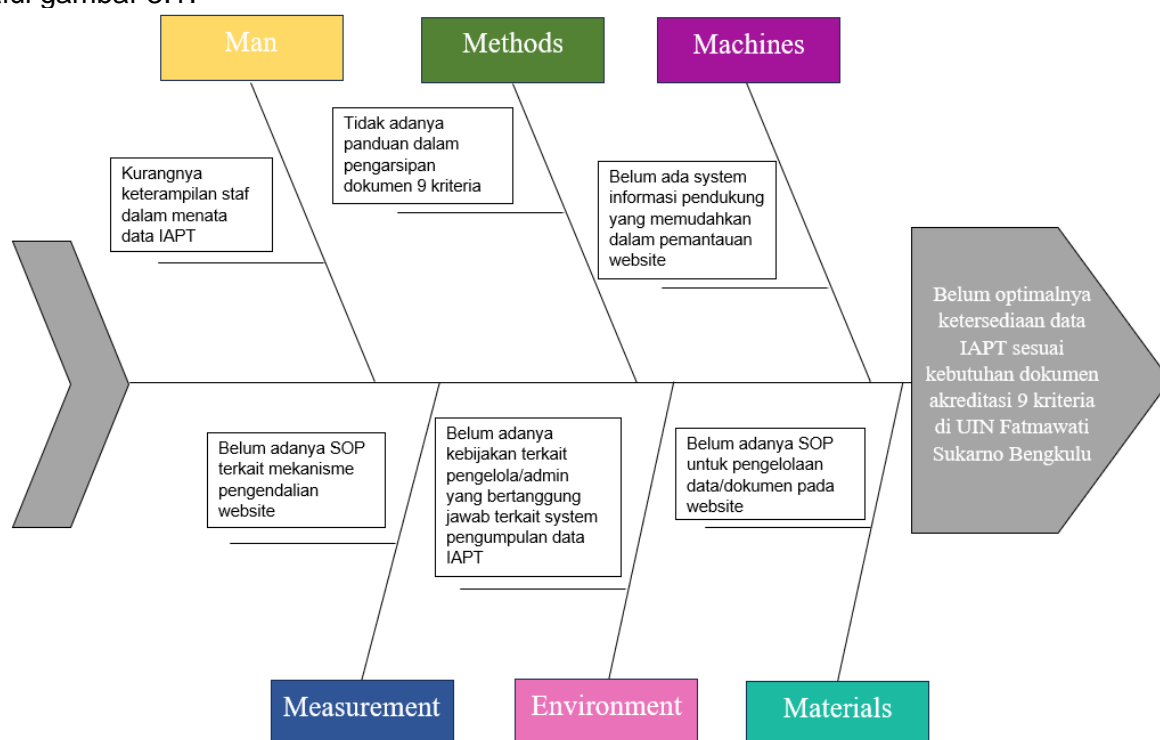 Man
Methods
Machines
Tidak adanya
panduan dalam
pengarsipan
dokumen 9 kriteria
Kurangnya
keterampilan staf
dalam menata
data IAPT
Belum ada system
informasi pendukung
yang memudahkan
dalam pemantauan
website
Belum optimalnya
ketersediaan data
IAPT sesuai
kebutuhan dokumen
akreditasi 9 kriteria
di UIN Fatmawati
Sukarno Bengkulu
Belum adanya SOP
terkait mekanisme
pengendalian
website
Belum adanya
kebijakan terkait
pengelola/admin
yang bertanggung
jawab terkait system
pengumpulan data
IAPT
Belum adanya SOP
untuk pengelolaan
data/dokumen pada
website
Measurement
Environment
Materials